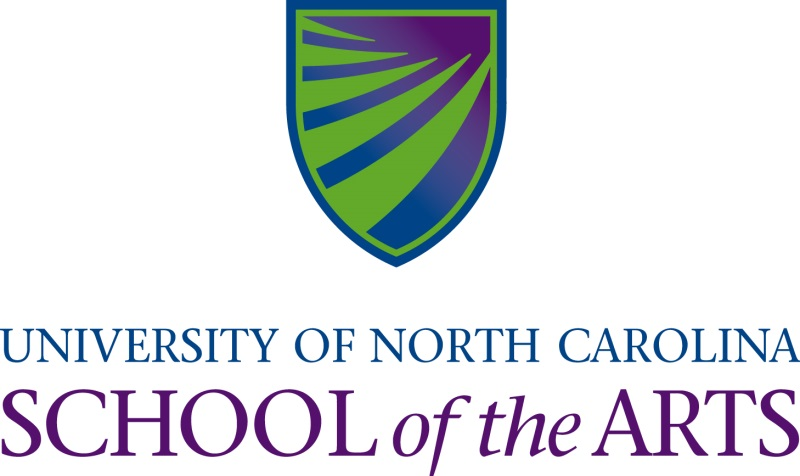 UNIVERSITY OF NORTH CAROLINA
SCHOOL of the ARTS